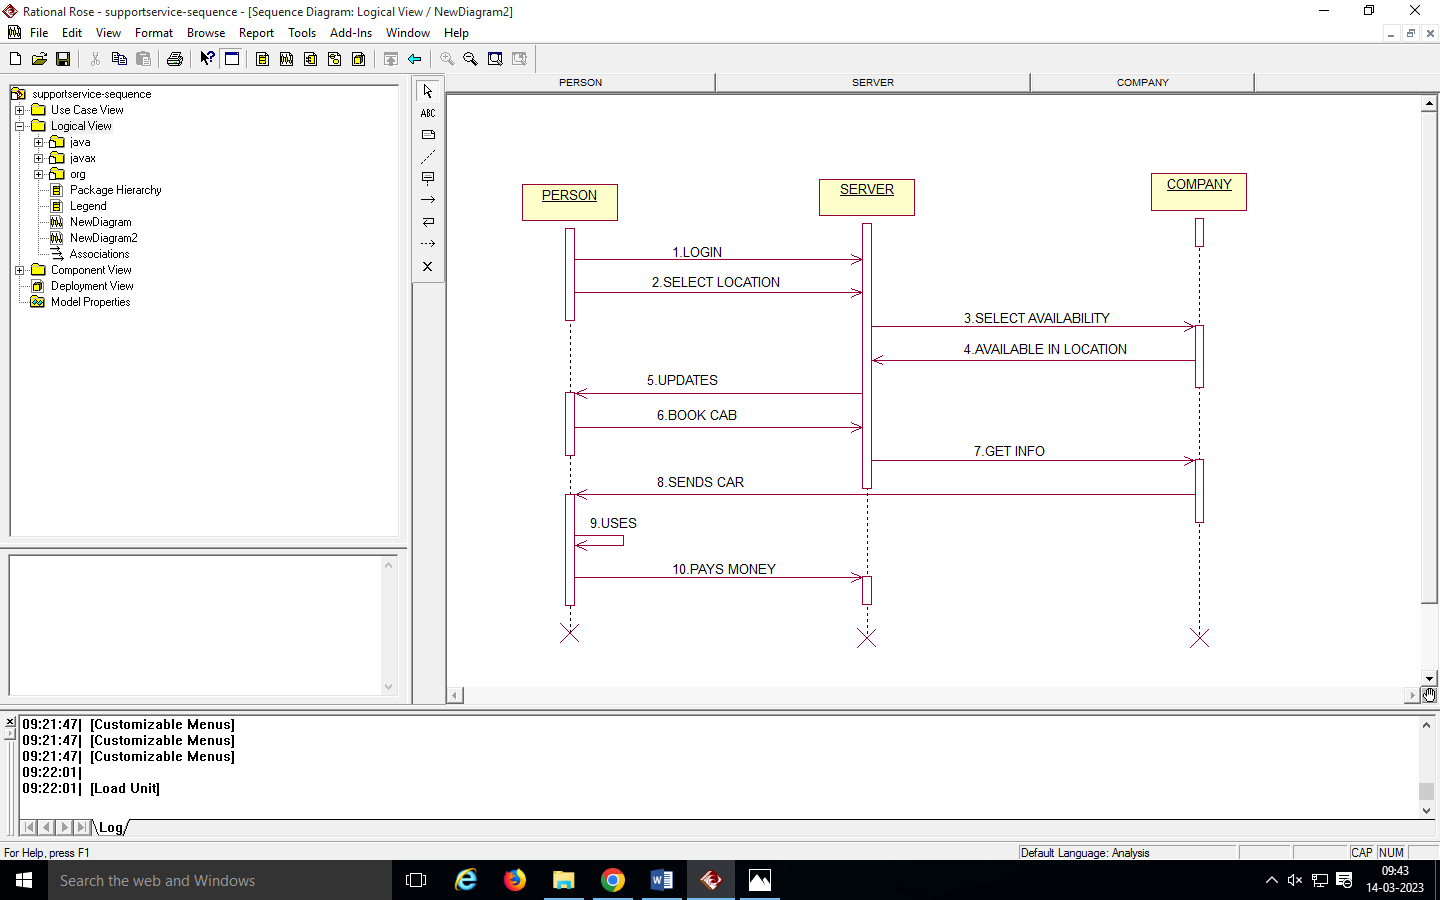 Rational Rose - supportservice-sequence - [Sequence Diagram: Logical View / NewDiagram2]
File Edit View Format Browse Report Tools Add-Ins Window Help
PERSON SERVER COMPANY
supportservice-sequence
Use Case View
Logical View
java
javax
org
Package Hierarchy
Legend
NewDiagram
NewDiagram2
Associations
Component View
Deployment View
Model Properties
ABC
PERSON
SERVER
COMPANY
1.LOGIN
2.SELECT LOCATION
3.SELECT AVAILABILITY
4.AVAILABLE IN LOCATION
5.UPDATES
6.BOOK CAB
7.GET INFO
8.SENDS CAR
9.USES
10.PAYS MONEY
09:21:47| [Customizable Menus]
09:21:47| [Customizable Menus]
09:21:47| [Customizable Menus]
09:22:01|
09:22:01| [Load Unit]
Log
For Help, press F1
Default Language: Analysis
CAP NUM
Search the web and Windows
09:43
14-03-2023